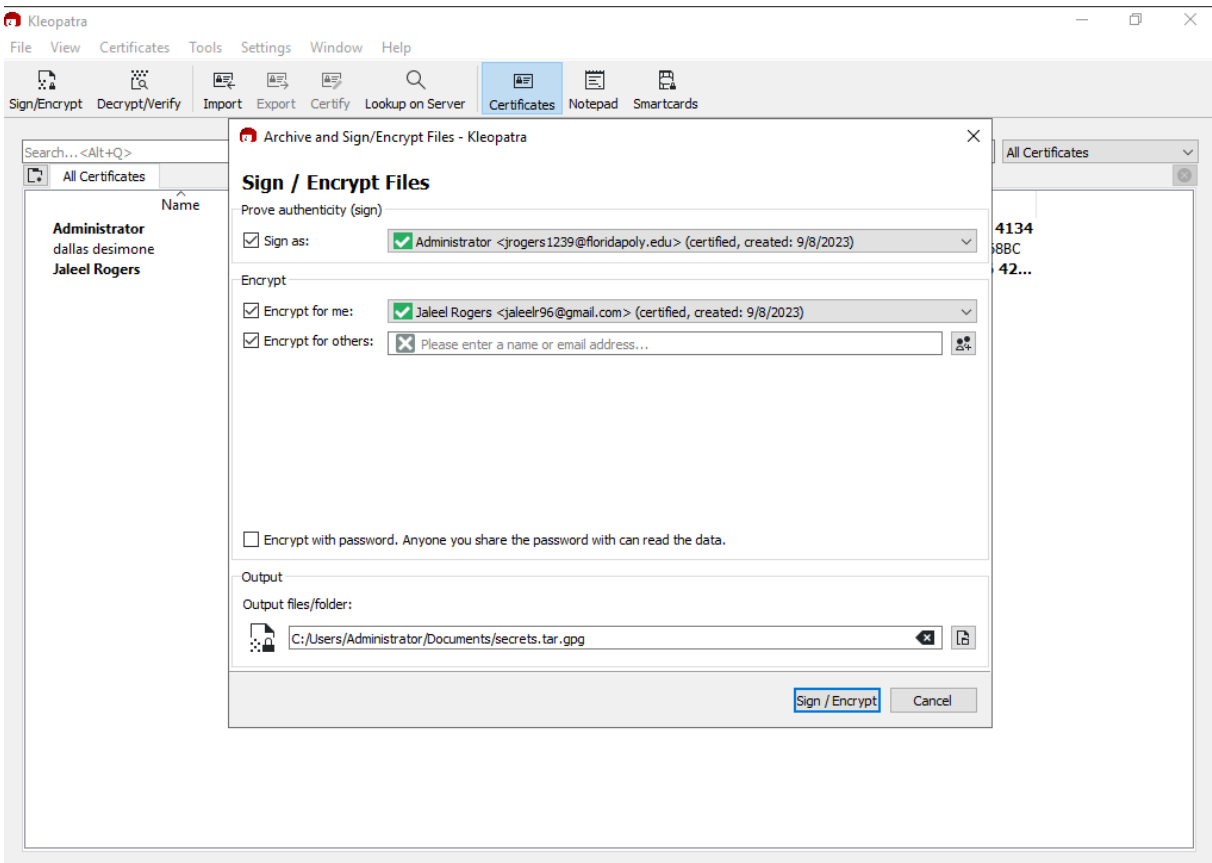 Kleopatra
File View Certificates Tools Settings Window Help
Sign/Encrypt Decrypt/Verify Import Export Certify Lookup on Server Certificates Notepad Smartcards
Archive and Sign/Encrypt Files - Kleopatra
Search...<Alt+Q>
All Certificates
All Certificates
Name
Sign / Encrypt Files
Prove authenticity (sign)
Administrator
4134
Sign as: Administrator <jrogers1239@floridapoly.edu> (certified, created: 9/8/2023)
dallas desimone
68BC
Jaleel Rogers
42...
Encrypt
Encrypt for me: Jaleel Rogers <jaleelr96@gmail.com> (certified, created: 9/8/2023)
Encrypt for others: Please enter a name or email address...
Encrypt with password. Anyone you share the password with can read the data.
Output
Output files/folder:
C:/Users/Administrator/Documents/secrets.tar.gpg
Sign / Encrypt Cancel